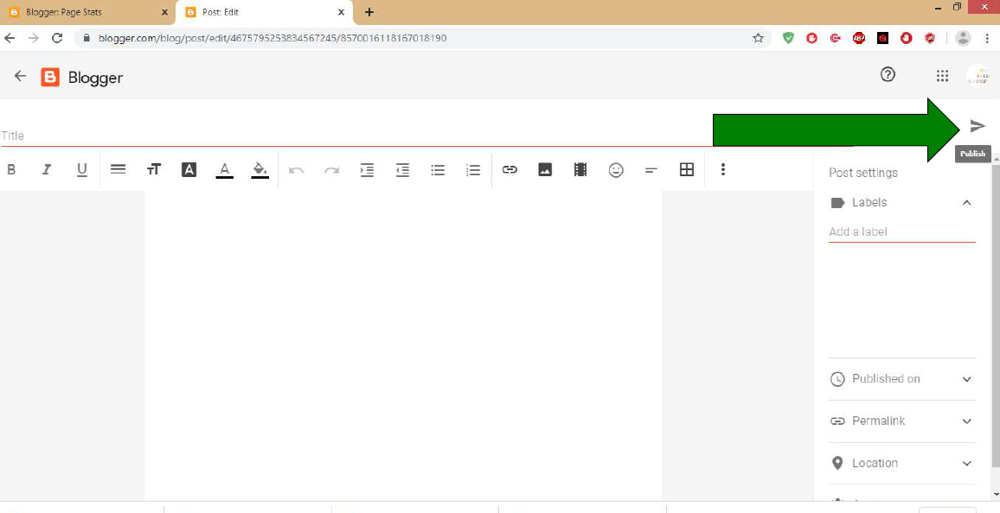 Blogger: Page Stats
Post: Edit
blogger.com/blog/post/edit/4675795253834567245/8570016118167018190
ABP
Blogger
Title
Publish
B I U
Post settings
Labels
Add a label
Published on
Permalink
Location